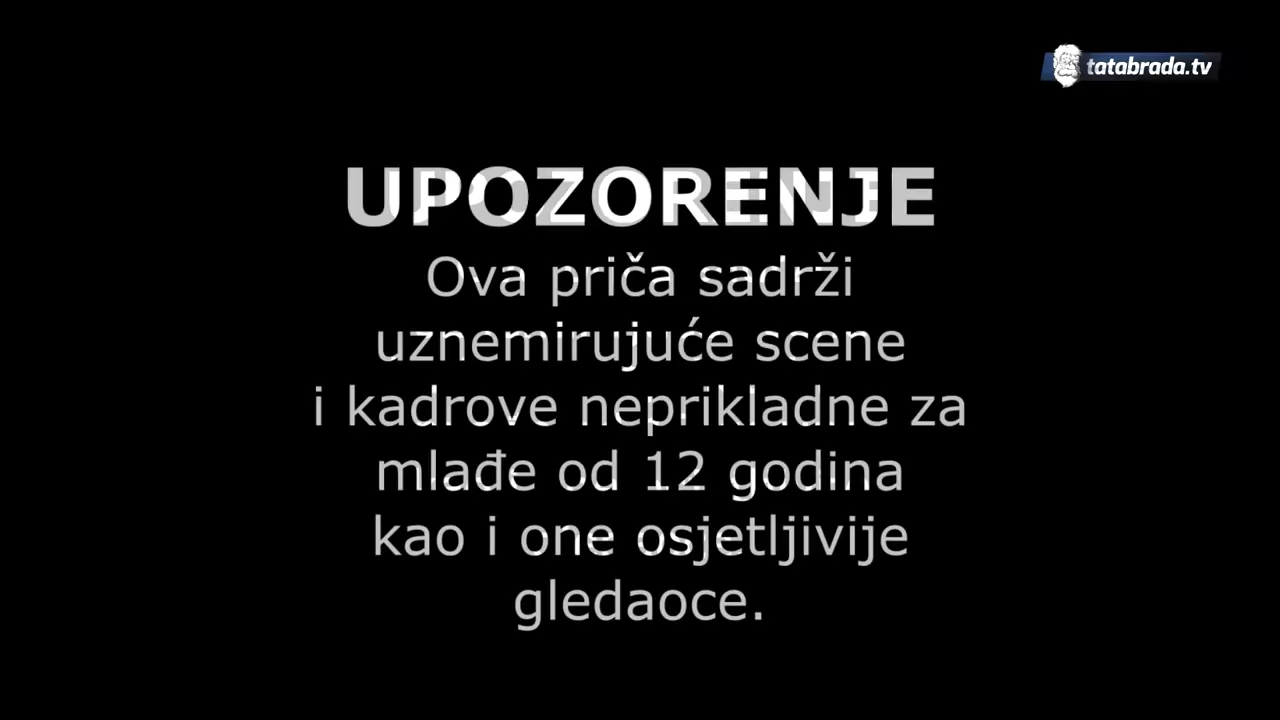 tatabrada.tv
UPOZORENJE
Ova priča sadrži
uznemirujuće scene
i kadrove neprikladne za
mlađe od 12 godina
kao i one osjetljivije
gledaoce.